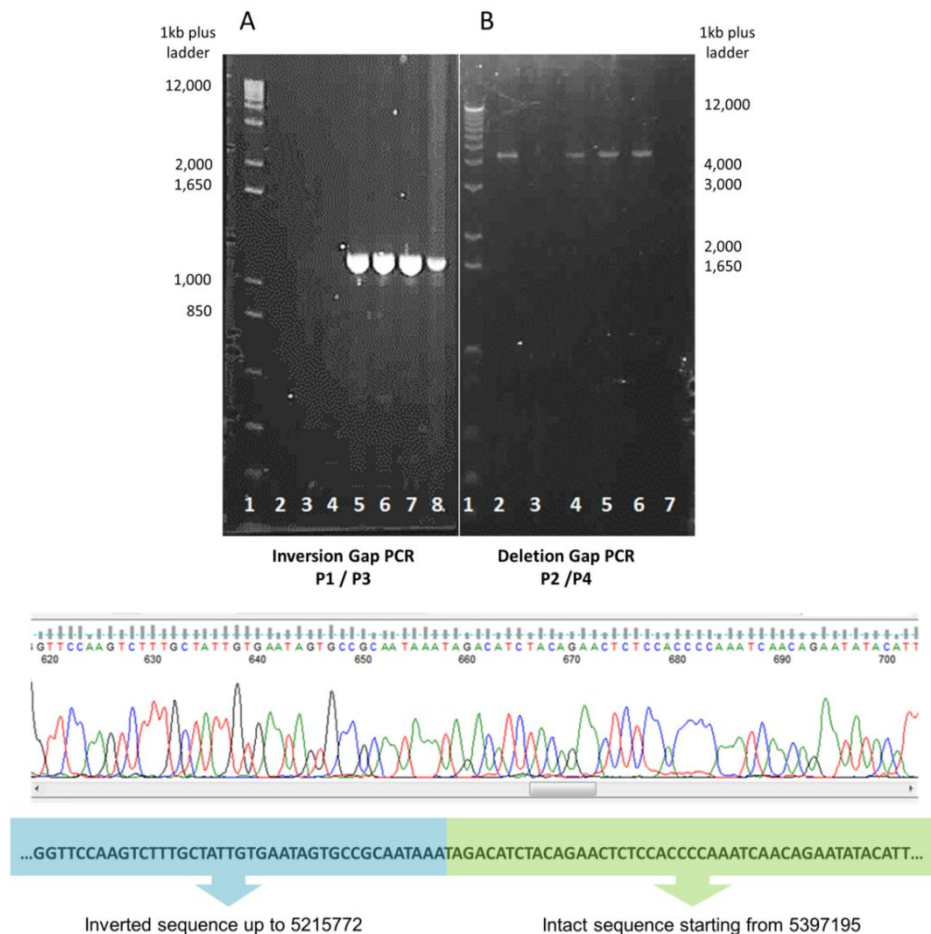 A
B
1kb plus
ladder
12,000
2,000
1,650
1,000
850
1 2 3 4 5 6 7 8
Inversion Gap PCR
P1 / P3
1kb plus
ladder
12,000
4,000
3,000
2,000
1,650
1 2 3 4 5 6 7
Deletion Gap PCR
P2 /P4
GGTTCCAAGTCTTTGCTATTGTGAATAGTGCCGCAATAAATAGACATCTACAGAACTCTCCACCCCAAATCAACAGAATATACATT
620 630 640 650 660 670 680 690 700
...GGTTCCAAGTCTTTGCTATTGTGAATAGTGCCGCAATAAATAGACATCTACAGAACTCTCCACCCCAAATCAACAGAATATACATT...
Inverted sequence up to 5215772
Intact sequence starting from 5397195